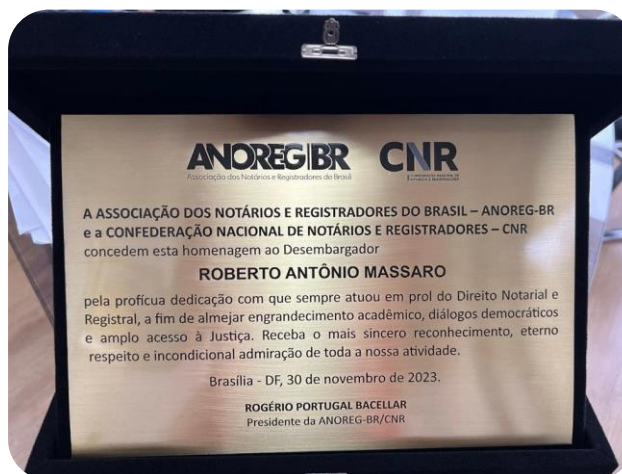 ANOREG BR CNR
Associação dos Notários e Registradores do Brasil
A ASSOCIAÇÃO DOS NOTÁRIOS E REGISTRADORES DO BRASIL – ANOREG-BR
e a CONFEDERAÇÃO NACIONAL DE NOTÁRIOS E REGISTRADORES – CNR
concedem esta homenagem ao Desembargador
ROBERTO ANTÔNIO MASSARO
pela profícua dedicação com que sempre atuou em prol do Direito Notarial e
Registral, a fim de almejar engrandecimento acadêmico, diálogos democráticos
e amplo acesso à Justiça. Receba o mais sincero reconhecimento, eterno
respeito e incondicional admiração de toda a nossa atividade.
Brasília - DF, 30 de novembro de 2023.
ROGÉRIO PORTUGAL BACELLAR
Presidente da ANOREG-BR/CNR